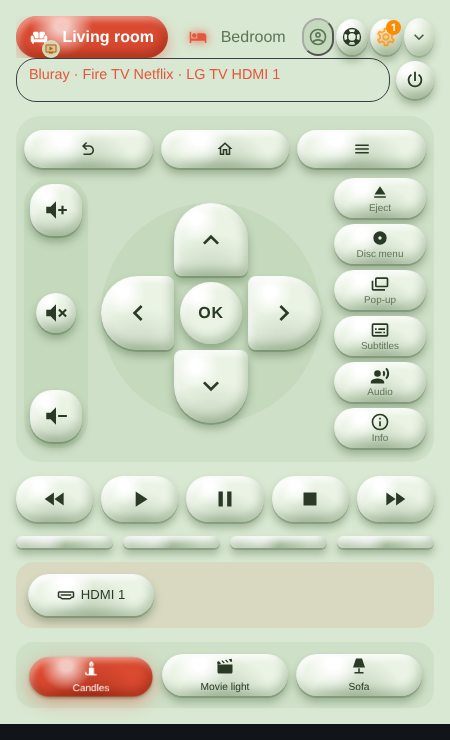 Living room
Bedroom
1
Bluray · Fire TV Netflix · LG TV HDMI 1
Eject
Disc menu
Pop-up
OK
Subtitles
Audio
Info
HDMI 1
Candles
Movie light
Sofa